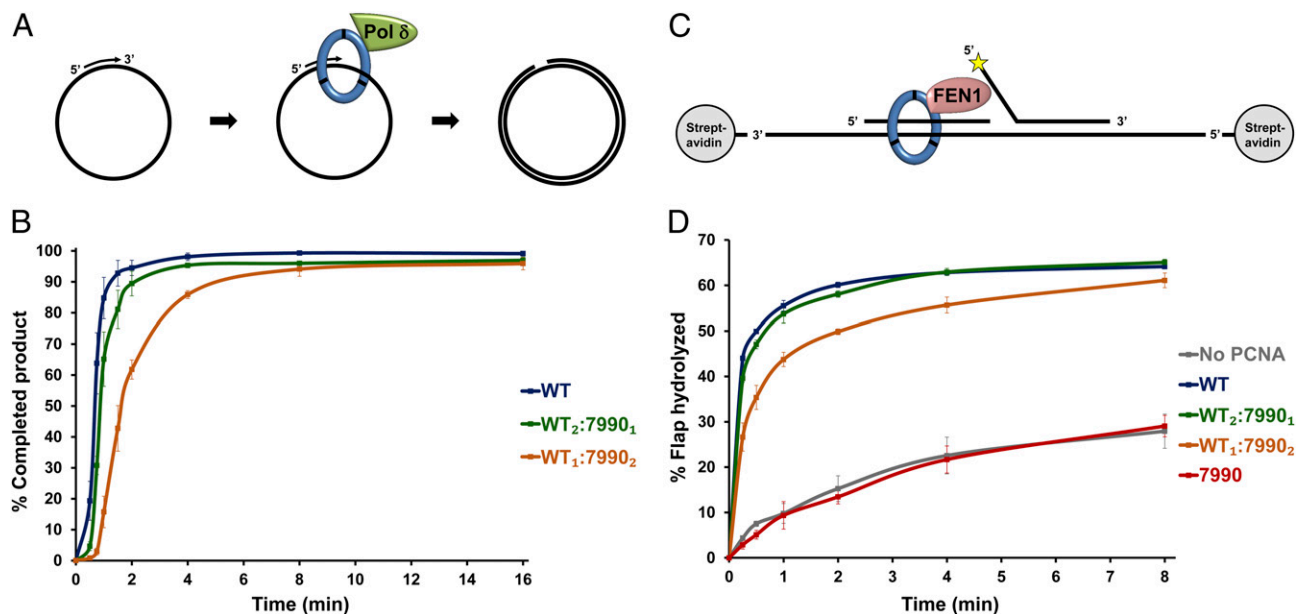 A
5’ 3’
5’
Pol δ
B
100
90
80
70
60
50
40
30
20
10
0
% Completed product
0 2 4 6 8 10 12 14 16
Time (min)
WT
WT₂:7990₁
WT₁:7990₂
C
5’
FEN1
5’ 3’
Strept-
avidin
3’ 5’
Strept-
avidin
D
70
60
50
40
30
20
10
0
% Flap hydrolyzed
0 1 2 3 4 5 6 7 8
Time (min)
No PCNA
WT
WT₂:7990₁
WT₁:7990₂
7990